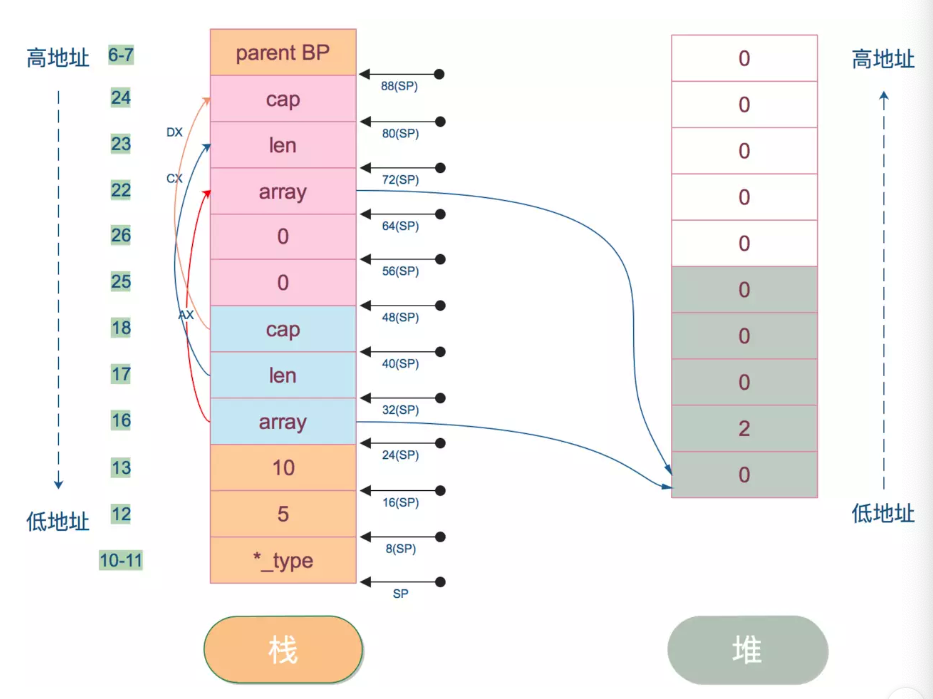 高地址
6-7
parent BP
88(SP)
24
cap
80(SP)
DX
23
len
72(SP)
CX
22
array
64(SP)
26
0
56(SP)
25
0
48(SP)
AX
18
cap
40(SP)
17
len
32(SP)
16
array
24(SP)
13
10
16(SP)
低地址
12
5
8(SP)
10-11
*_type
SP
栈
0
0
0
0
0
0
0
0
2
0
高地址
低地址
堆